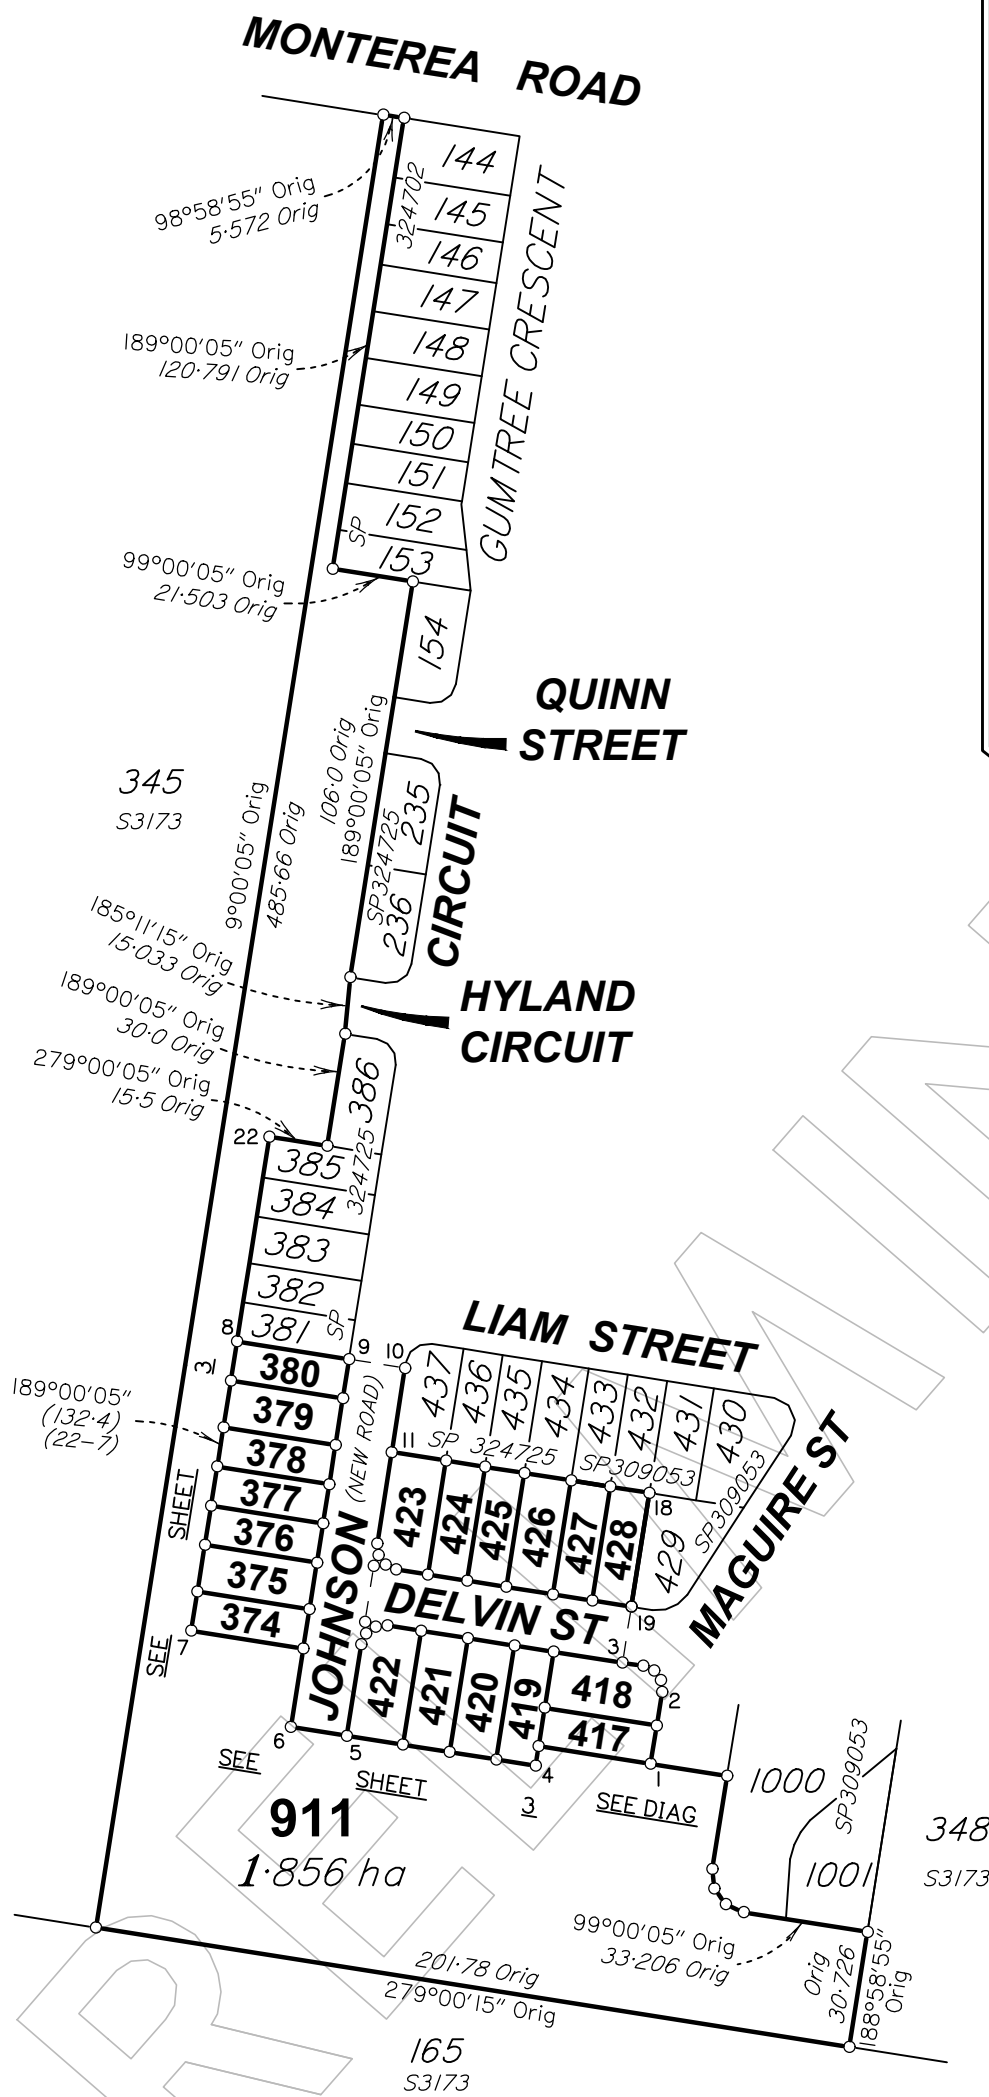 MONTEREA ROAD
98°58'55" Orig
5·572 Orig
144
324702
145
146
147
148
149
150
151
152
SP
153
154
GUMTREE CRESCENT
189°00'05" Orig
120·791 Orig
99°00'05" Orig
21·503 Orig
QUINN
STREET
345
S3173
9°00'05" Orig
485·66 Orig
106·0 Orig
189°00'05" Orig
235
SP324725
236
CIRCUIT
185°11'15" Orig
15·033 Orig
189°00'05" Orig
30·0 Orig
279°00'05" Orig
15·5 Orig
HYLAND
CIRCUIT
386
22
385
324725
384
383
382
381
SP
8
9
10
3
380
379
378
377
376
375
374
189°00'05"
(132·4)
(22-7)
SHEET
SEE
7
JOHNSON (NEW ROAD)
LIAM STREET
437
436
435
434
433
432
431
430
11
SP 324725
SP309053
18
429
SP309053
MAGUIRE ST
423
424
425
426
427
428
19
DELVIN ST
3
422
421
420
419
418
417
2
6
5
4
1
SEE
SHEET
3
SEE DIAG
911
1·856 ha
1000
SP309053
1001
348
S3173
99°00'05" Orig
33·206 Orig
Orig
30·726
188°58'55"
Orig
201·78 Orig
279°00'15" Orig
165
S3173